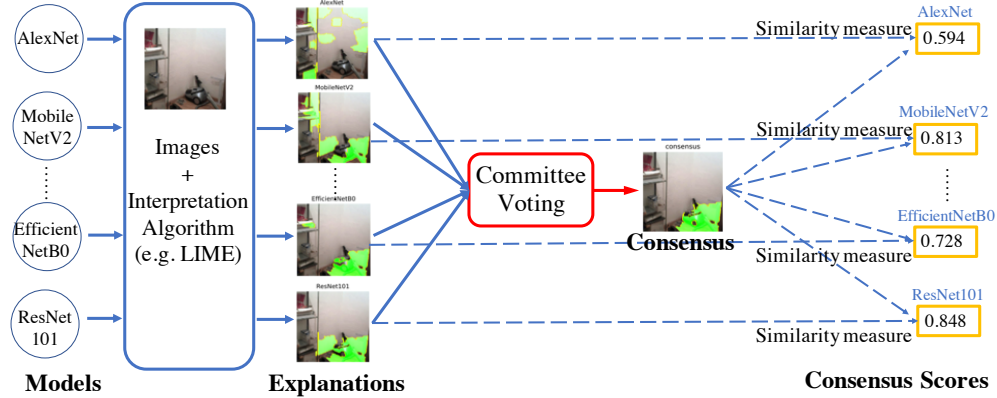 AlexNet
Mobile
NetV2
Efficient
NetB0
ResNet
101
Models
Images
+
Interpretation
Algorithm
(e.g. LIME)
AlexNet
MobileNetV2
EfficientNetB0
ResNet101
Explanations
Committee
Voting
consensus
Consensus
Similarity measure
Similarity measure
Similarity measure
Similarity measure
AlexNet
0.594
MobileNetV2
0.813
EfficientNetB0
0.728
ResNet101
0.848
Consensus Scores